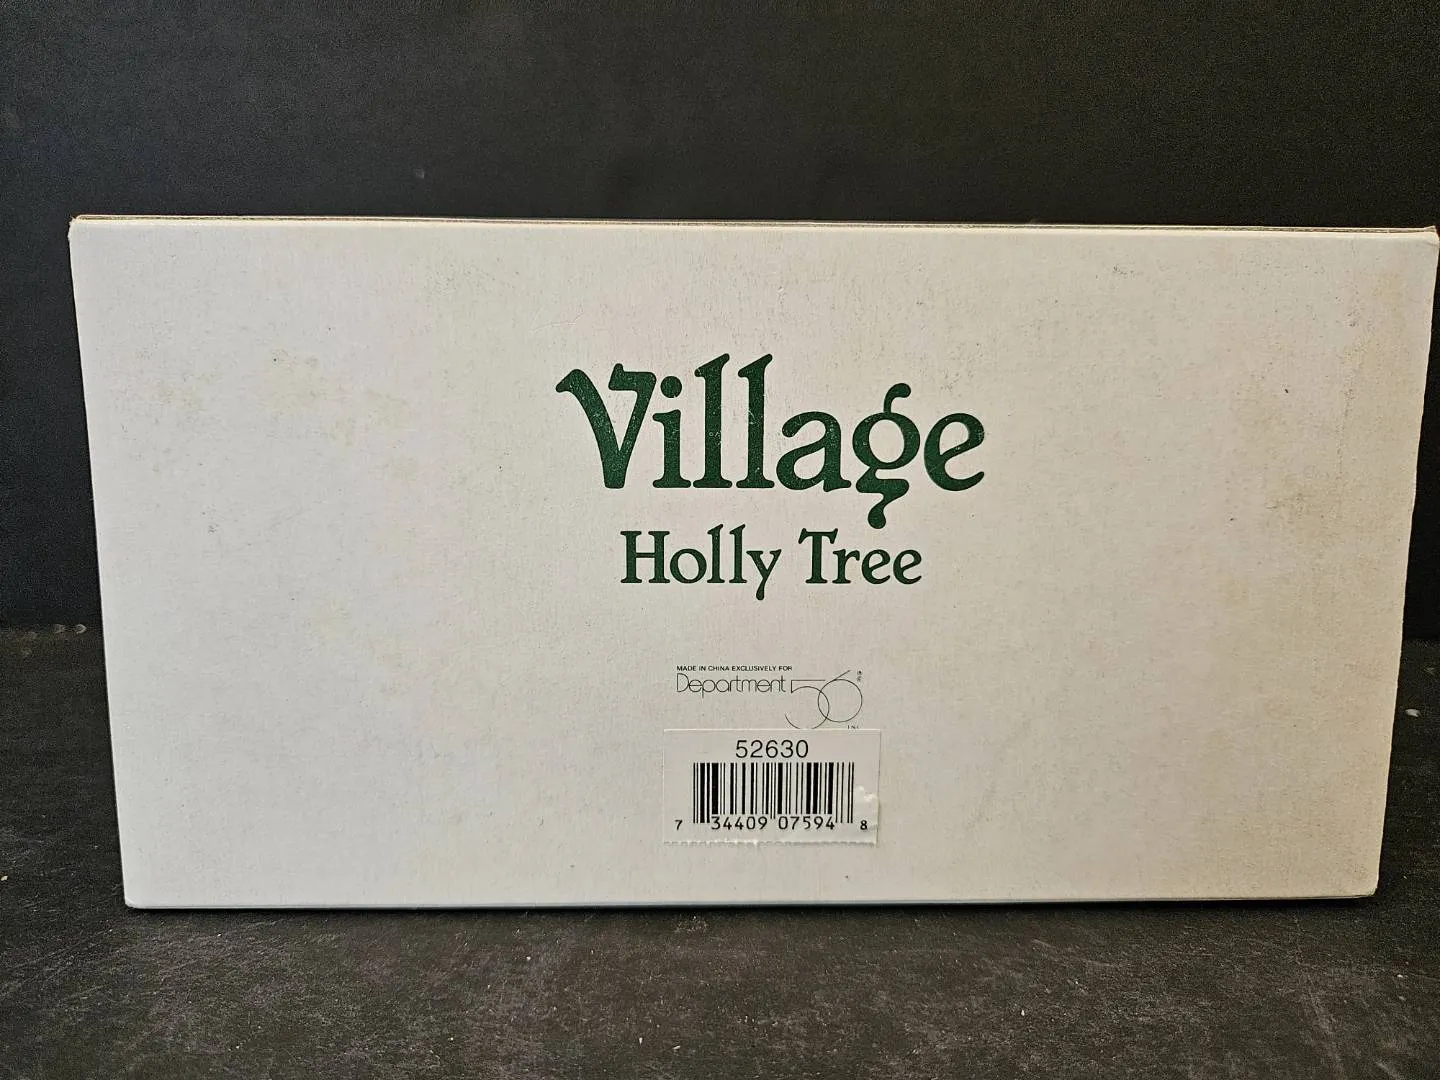 Village
Holly Tree
MADE IN CHINA EXCLUSIVELY FOR
Department 56
52630
7 34409 07594 8